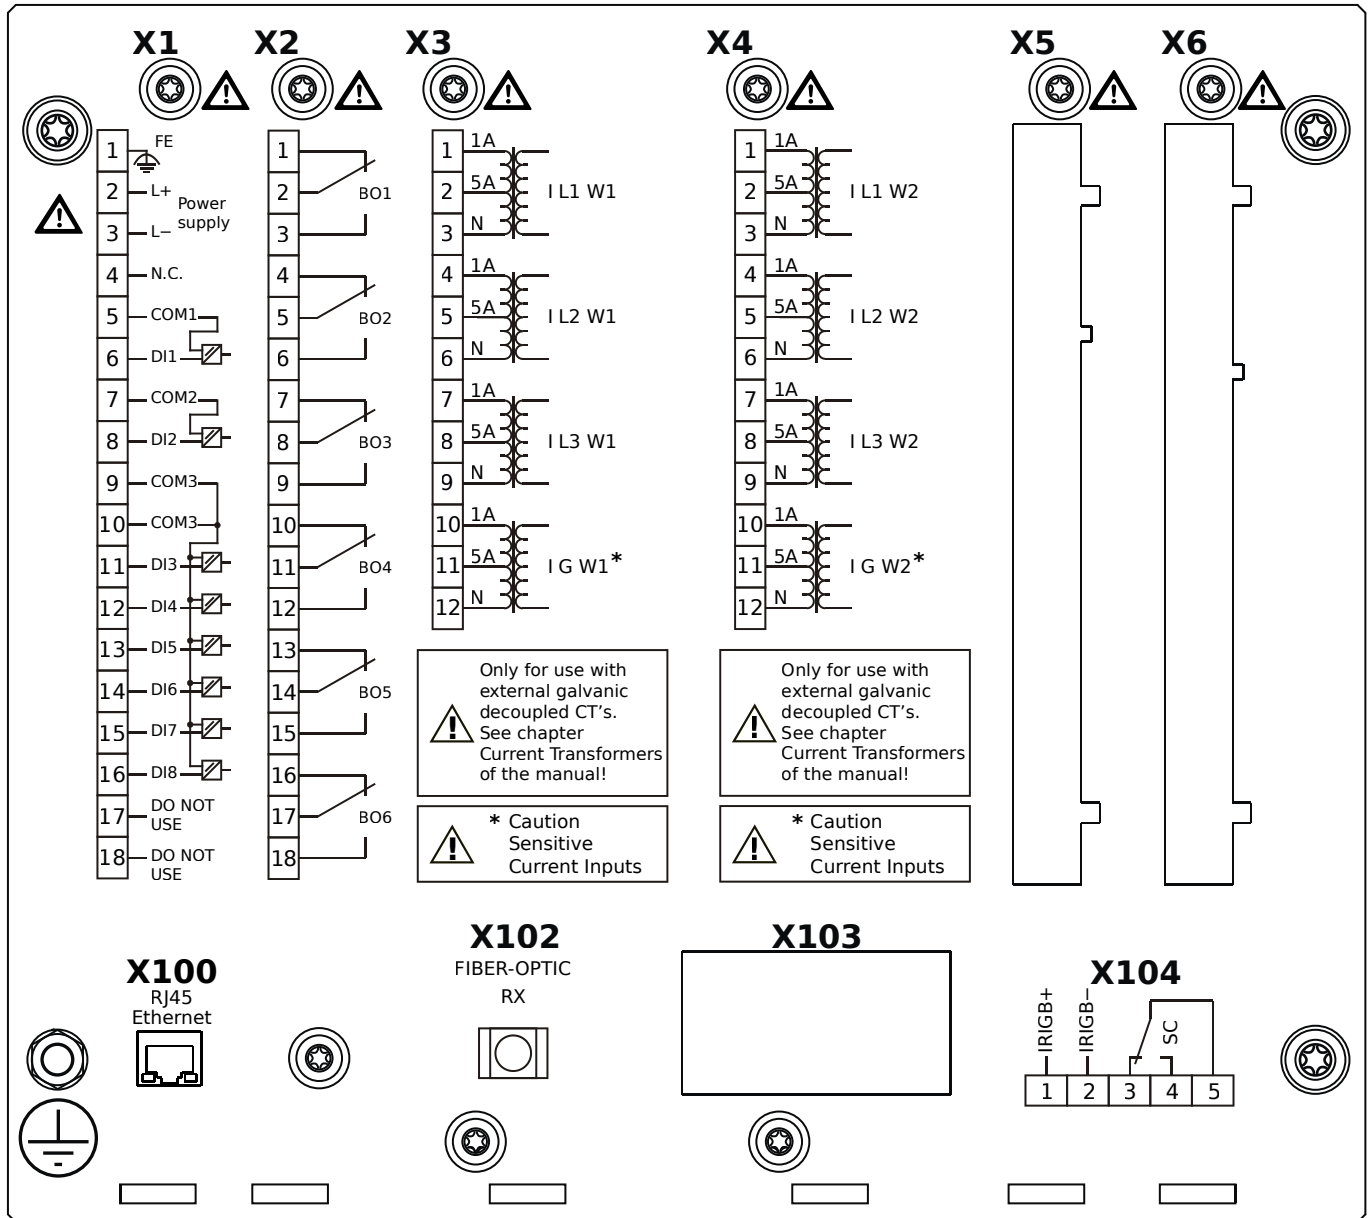 X1
X2
X3
X4
X5
X6
1
FE
2
L+
Power
supply
3
L−
4
N.C.
5
COM1
6
DI1
7
COM2
8
DI2
9
COM3
10
COM3
11
DI3
12
DI4
13
DI5
14
DI6
15
DI7
16
DI8
17
DO NOT
USE
18
DO NOT
USE
1
2
BO1
3
4
5
BO2
6
7
8
BO3
9
10
11
BO4
12
13
14
BO5
15
16
17
BO6
18
1
1A
2
5A
I L1 W1
3
N
4
1A
5
5A
I L2 W1
6
N
7
1A
8
5A
I L3 W1
9
N
10
1A
11
5A
I G W1*
12
N
Only for use with
external galvanic
decoupled CT's.
See chapter
Current Transformers
of the manual!
* Caution
Sensitive
Current Inputs
1
1A
2
5A
I L1 W2
3
N
4
1A
5
5A
I L2 W2
6
N
7
1A
8
5A
I L3 W2
9
N
10
1A
11
5A
I G W2*
12
N
Only for use with
external galvanic
decoupled CT's.
See chapter
Current Transformers
of the manual!
* Caution
Sensitive
Current Inputs
X100
RJ45
Ethernet
X102
FIBER-OPTIC
RX
X103
X104
IRIGB+
IRIGB−
SC
1
2
3
4
5